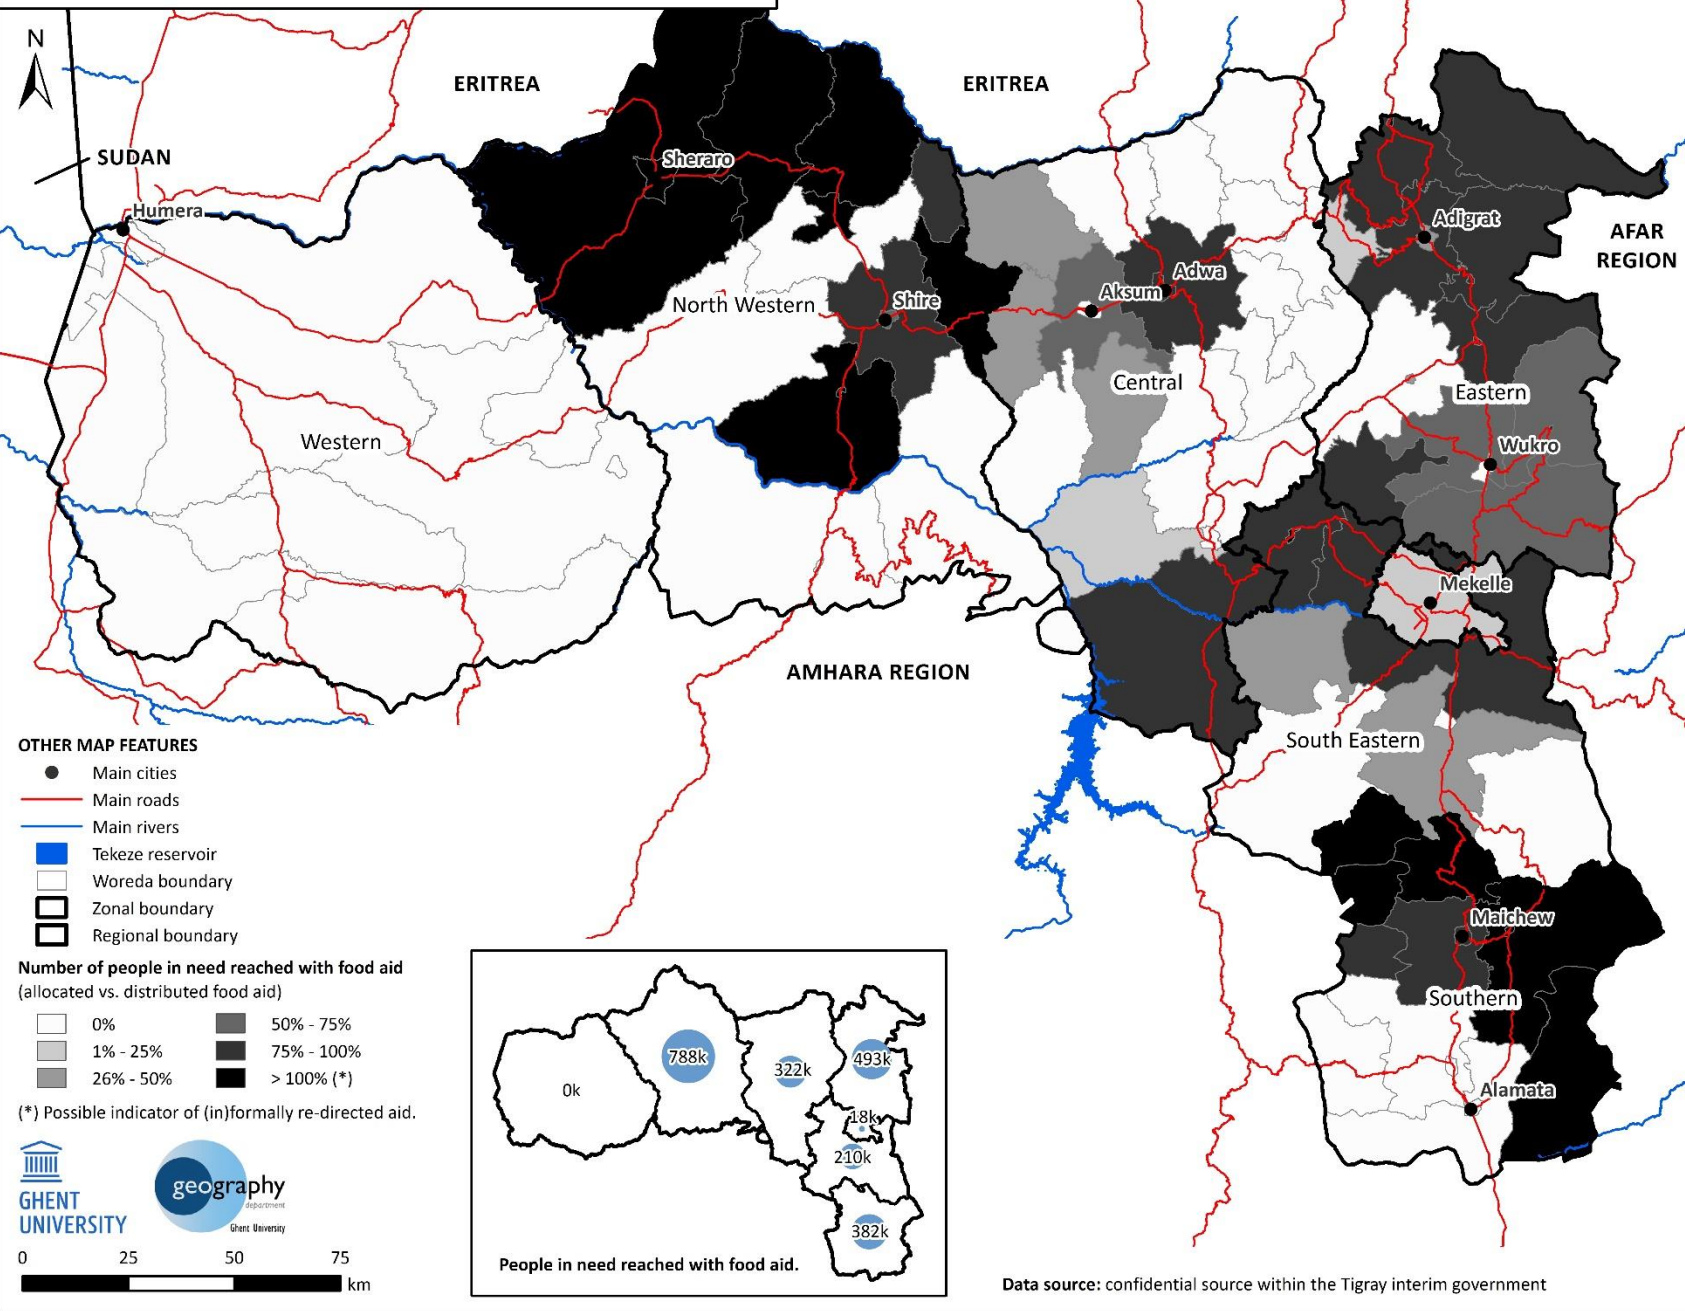 N
ERITREA
ERITREA
SUDAN
Sheraro
Humera
Adigrat
AFAR
REGION
Adwa
Aksum
Shire
North Western
Central
Eastern
Western
Wukro
Mekelle
AMHARA REGION
South Eastern
Maichew
Southern
Alamata
OTHER MAP FEATURES
Main cities
Main roads
Main rivers
Tekeze reservoir
Woreda boundary
Zonal boundary
Regional boundary
Number of people in need reached with food aid
(allocated vs. distributed food aid)
0%
1% - 25%
26% - 50%
50% - 75%
75% - 100%
> 100% (*)
(*) Possible indicator of (in)formally re-directed aid.
GHENT
UNIVERSITY
geography
department
Ghent University
0 25 50 75
km
788k
493k
322k
0k
18k
210k
382k
People in need reached with food aid.
Data source: confidential source within the Tigray interim government